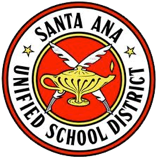 SANTA ANA
UNIFIED SCHOOL DISTRICT